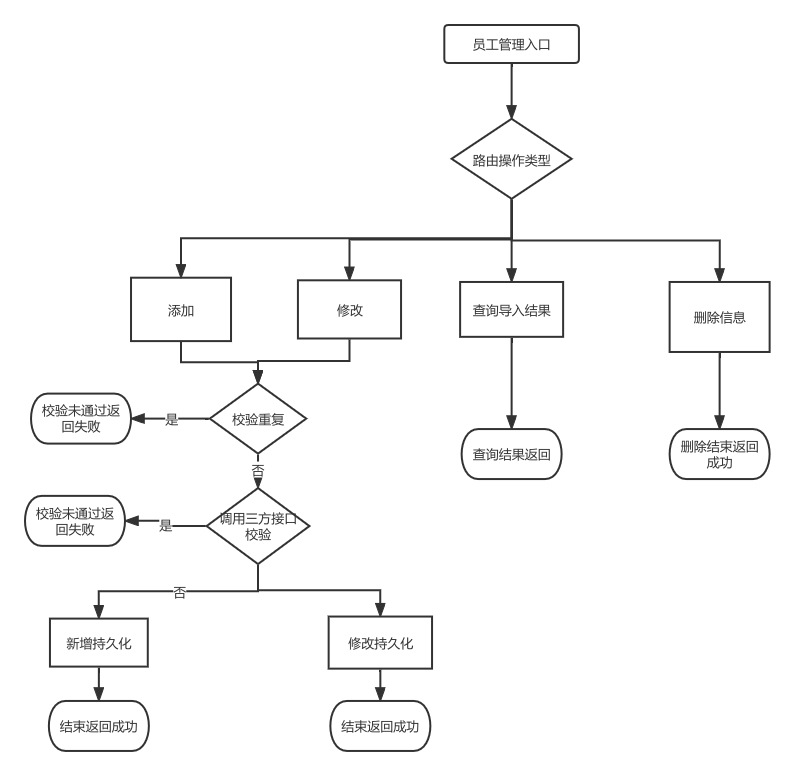 员工管理入口
路由操作类型
添加
修改
查询导入结果
删除信息
校验未通过返
回失败
是
校验重复
查询结果返回
删除结束返回
成功
否
校验未通过返
回失败
是
调用三方接口
校验
否
新增持久化
修改持久化
结束返回成功
结束返回成功